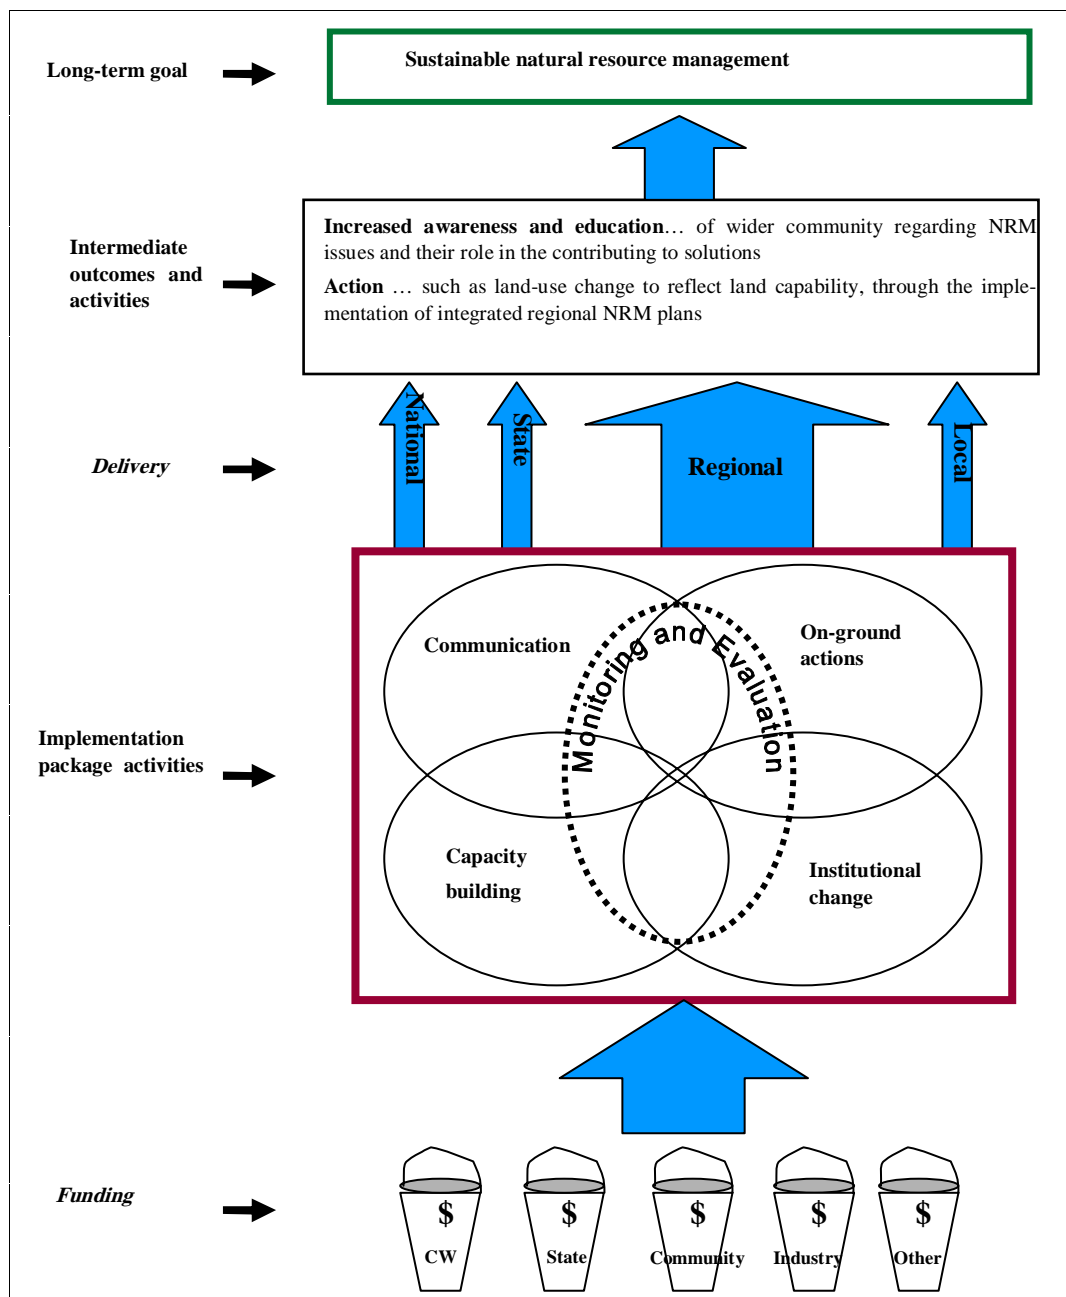 Long-term goal
Sustainable natural resource management
Intermediate
outcomes and
activities
Increased awareness and education… of wider community regarding NRM
issues and their role in the contributing to solutions
Action … such as land-use change to reflect land capability, through the imple-
mentation of integrated regional NRM plans
Delivery
National
State
Regional
Local
Implementation
package activities
Communication
On-ground
actions
Monitoring and Evaluation
Capacity
building
Institutional
change
Funding
$ $ $ $ $
CW State Community Industry Other